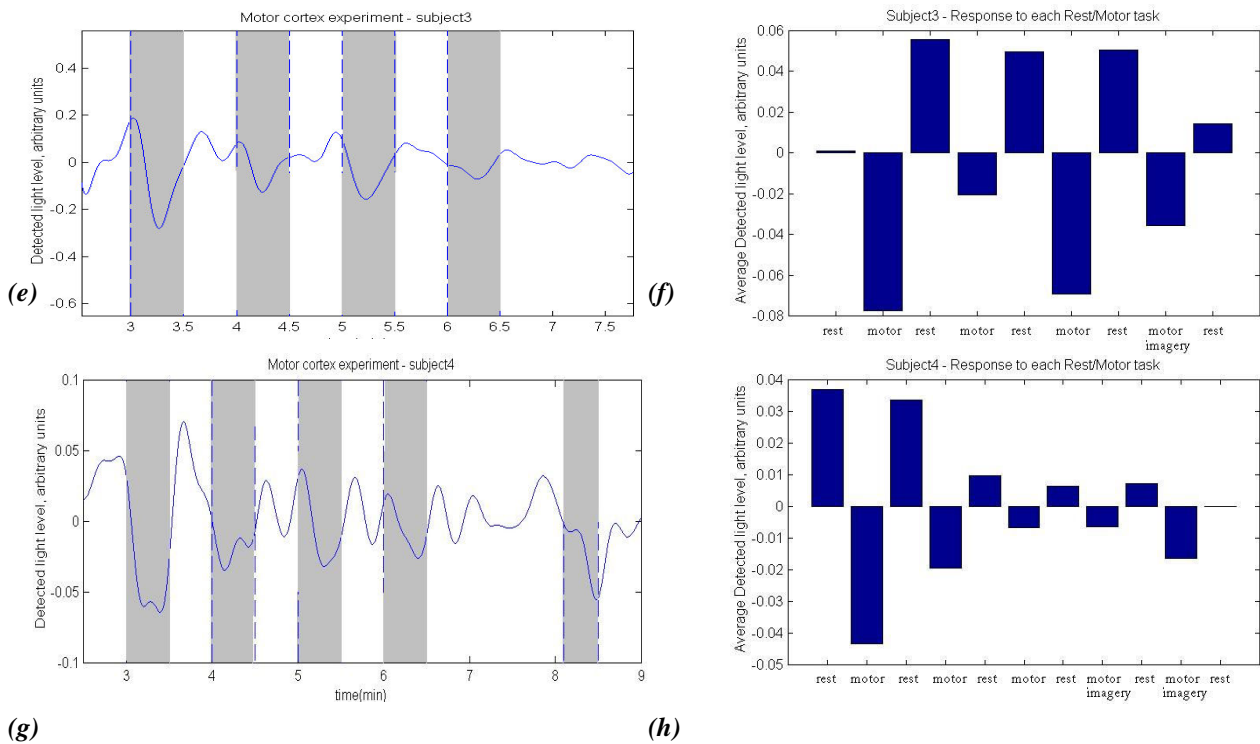 Motor cortex experiment - subject3
Detected light level, arbitrary units
0.4
0.2
0
-0.2
-0.4
-0.6
3 3.5 4 4.5 5 5.5 6 6.5 7 7.5
(e)
Subject3 - Response to each Rest/Motor task
Average Detected light level, arbitrary units
0.06
0.04
0.02
0
-0.02
-0.04
-0.06
-0.08
rest motor rest motor rest motor rest motor rest
imagery
(f)
Motor cortex experiment - subject4
Detected light level, arbitrary units
0.1
0.05
0
-0.05
-0.1
3 4 5 6 7 8 9
time(min)
(g)
Subject4 - Response to each Rest/Motor task
Average Detected light level, arbitrary units
0.04
0.03
0.02
0.01
0
-0.01
-0.02
-0.03
-0.04
-0.05
rest motor rest motor rest motor rest motor rest motor rest
imagery imagery
(h)